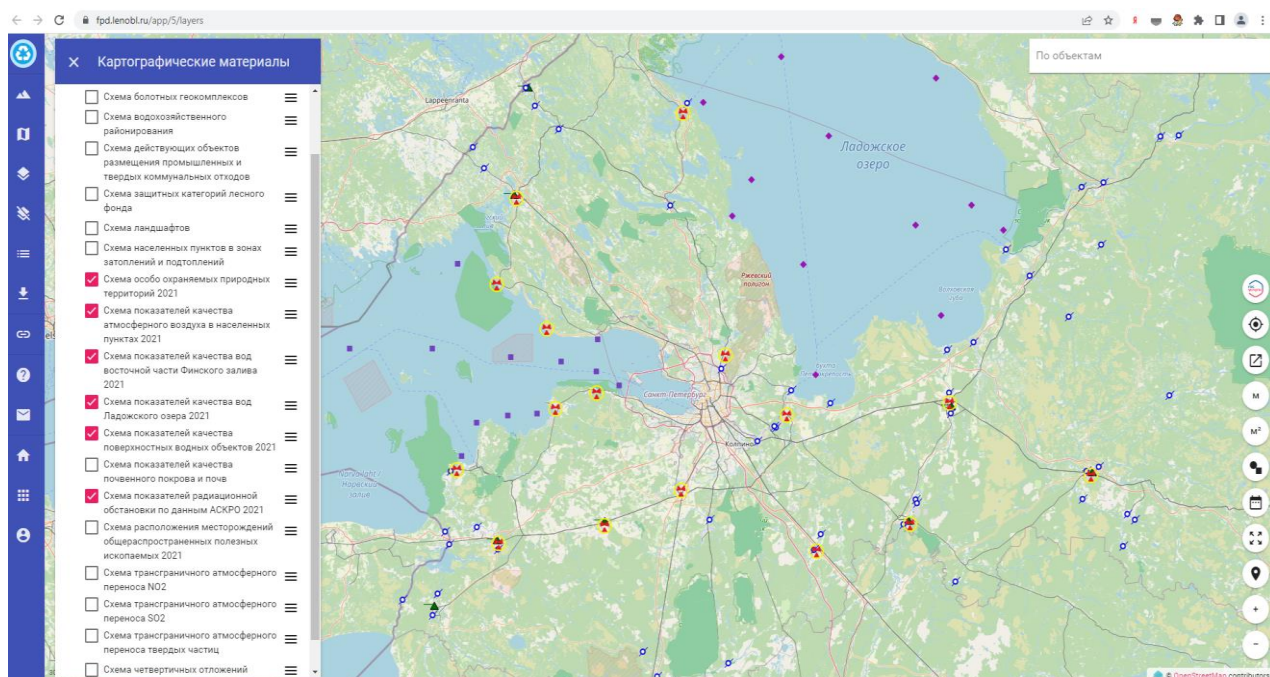 fpd.lenobl.ru/app/5/layers
Картографические материалы
По объектам
Схема болотных геокомплексов
Схема водохозяйственного
районирования
Схема действующих объектов
размещения промышленных и
твердых коммунальных отходов
Схема защитных категорий лесного
фонда
Схема ландшафтов
Схема населенных пунктов в зонах
затоплений и подтоплений
Схема особо охраняемых природных
территорий 2021
Схема показателей качества
атмосферного воздуха в населенных
пунктах 2021
Схема показателей качества вод
восточной части Финского залива
2021
Схема показателей качества вод
Ладожского озера 2021
Схема показателей качества
поверхностных водных объектов 2021
Схема показателей качества
почвенного покрова и почв
Схема показателей радиационной
обстановки по данным АСКРО 2021
Схема расположения месторождений
общераспространенных полезных
ископаемых 2021
Схема трансграничного атмосферного
переноса NO2
Схема трансграничного атмосферного
переноса SO2
Схема трансграничного атмосферного
переноса твердых частиц
Схема четвертичных отложений
Lappeenranta
Ладожское
озеро
Ржевский
полигон
Волховская
губа
Санкт-Петербург
Колпино
Нарвский
залив
М
М²
© OpenStreetMap contributors